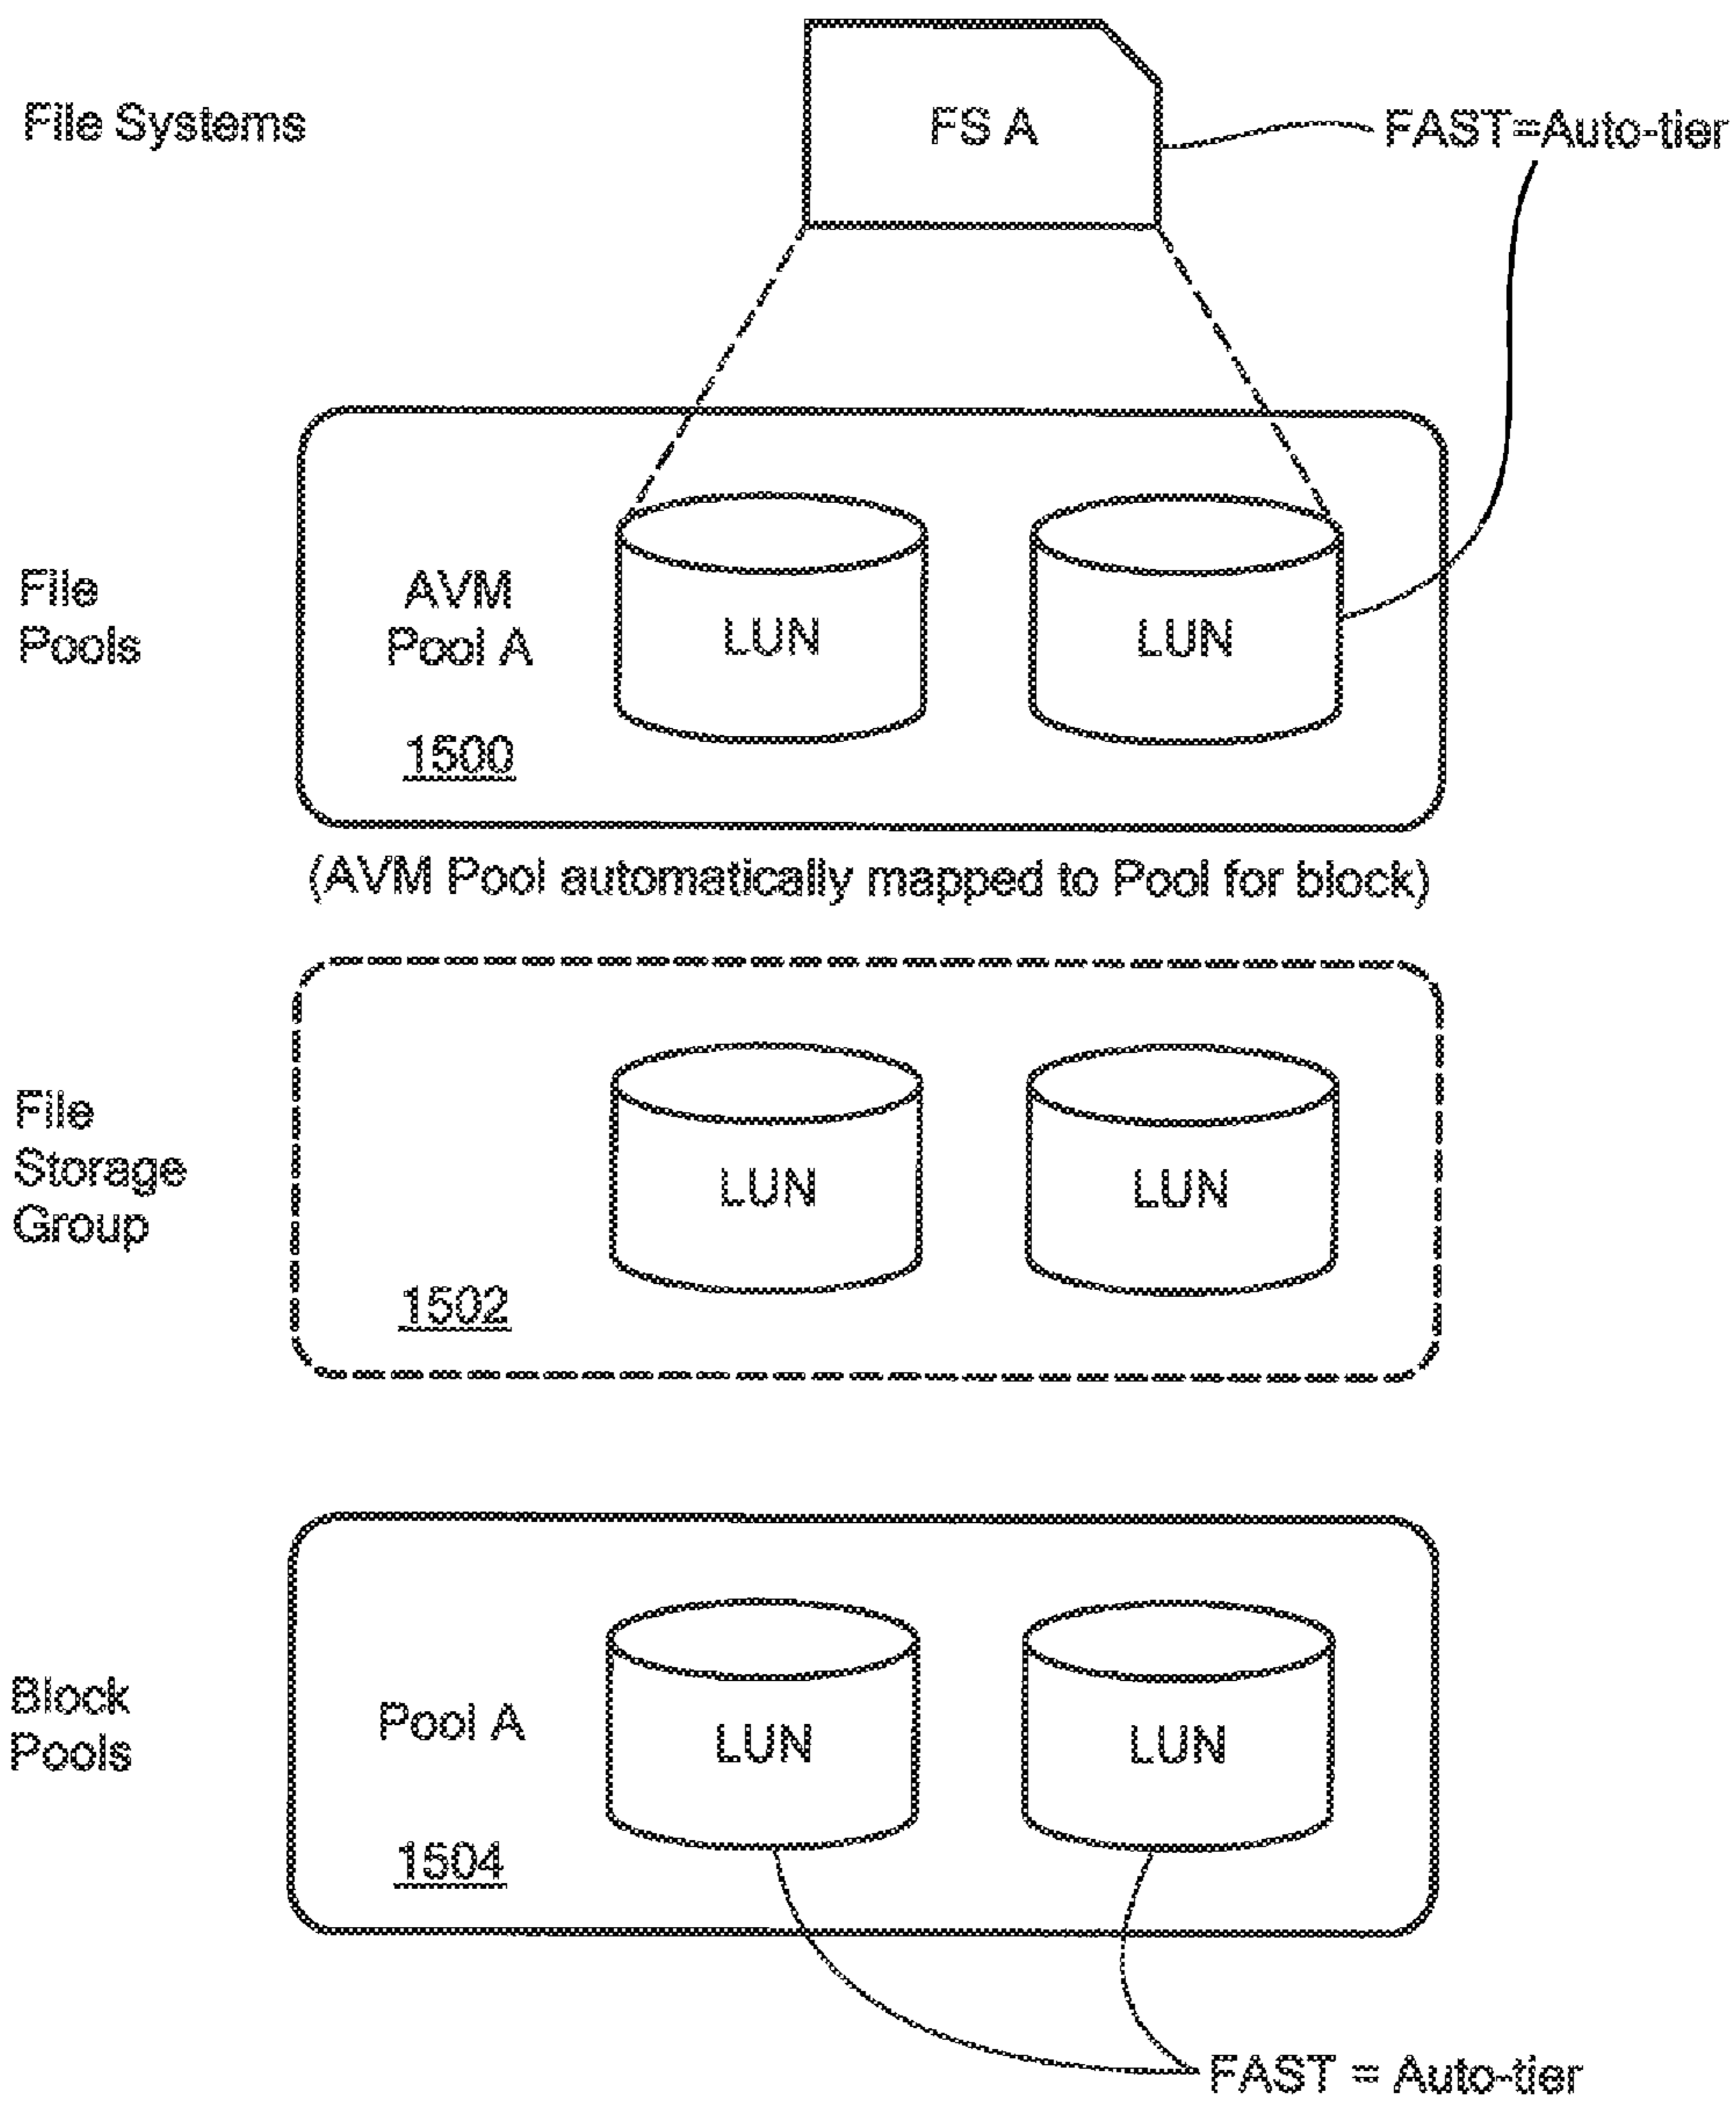 File Systems
FS A
FAST=Auto-tier
File
Pools
AVM
Pool A
LUN
LUN
1500
(AVM Pool automatically mapped to Pool for block)
File
Storage
Group
LUN
LUN
1502
Block
Pools
Pool A
LUN
LUN
1504
FAST = Auto-tier